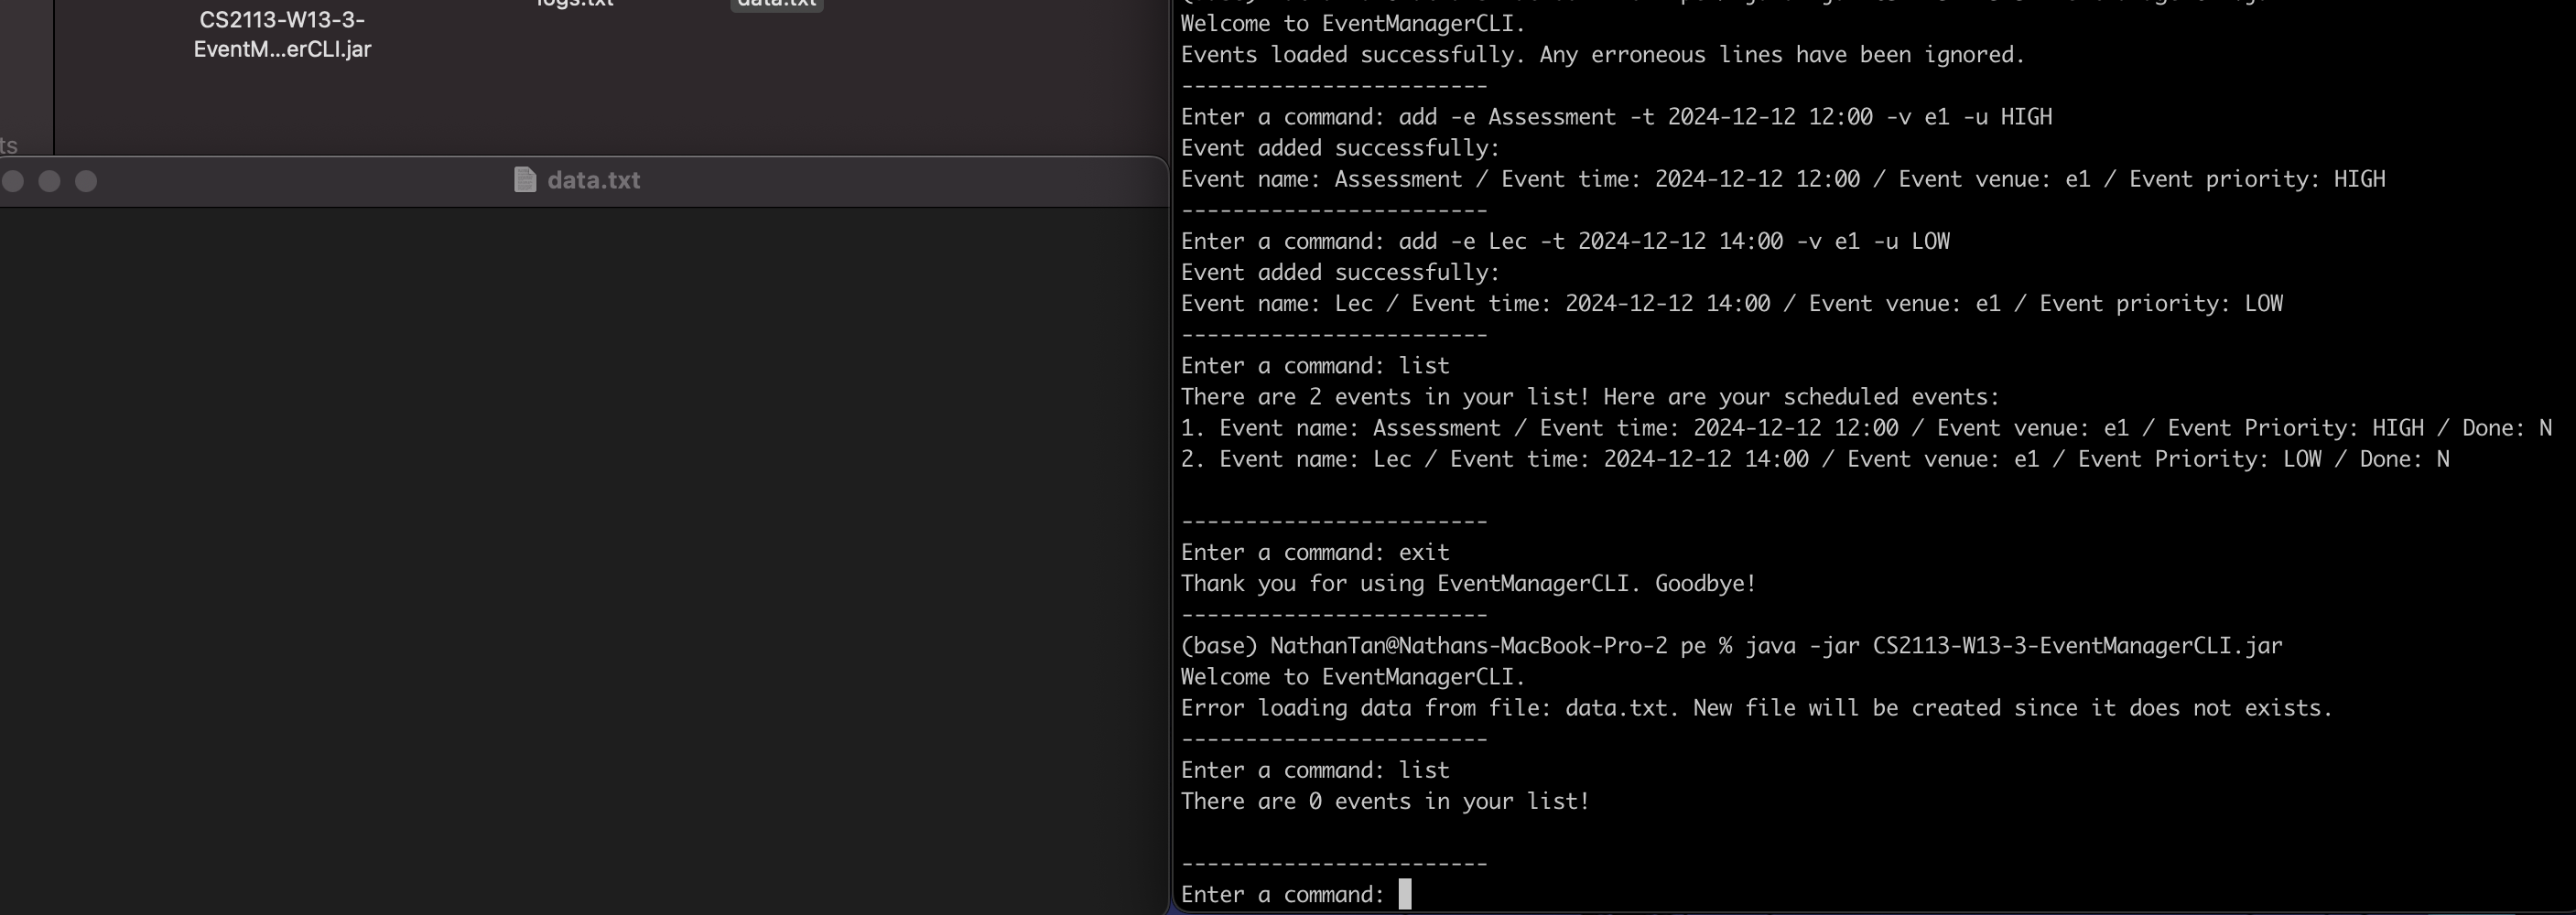 logs.txt
data.txt
CS2113-W13-3-
EventM...erCLI.jar
ts
data.txt
Welcome to EventManagerCLI.
Events loaded successfully. Any erroneous lines have been ignored.
------------------------
Enter a command: add -e Assessment -t 2024-12-12 12:00 -v e1 -u HIGH
Event added successfully:
Event name: Assessment / Event time: 2024-12-12 12:00 / Event venue: e1 / Event priority: HIGH
------------------------
Enter a command: add -e Lec -t 2024-12-12 14:00 -v e1 -u LOW
Event added successfully:
Event name: Lec / Event time: 2024-12-12 14:00 / Event venue: e1 / Event priority: LOW
------------------------
Enter a command: list
There are 2 events in your list! Here are your scheduled events:
1. Event name: Assessment / Event time: 2024-12-12 12:00 / Event venue: e1 / Event Priority: HIGH / Done: N
2. Event name: Lec / Event time: 2024-12-12 14:00 / Event venue: e1 / Event Priority: LOW / Done: N
------------------------
Enter a command: exit
Thank you for using EventManagerCLI. Goodbye!
------------------------
(base) NathanTan@Nathans-MacBook-Pro-2 pe % java -jar CS2113-W13-3-EventManagerCLI.jar
Welcome to EventManagerCLI.
Error loading data from file: data.txt. New file will be created since it does not exists.
------------------------
Enter a command: list
There are 0 events in your list!
------------------------
Enter a command: